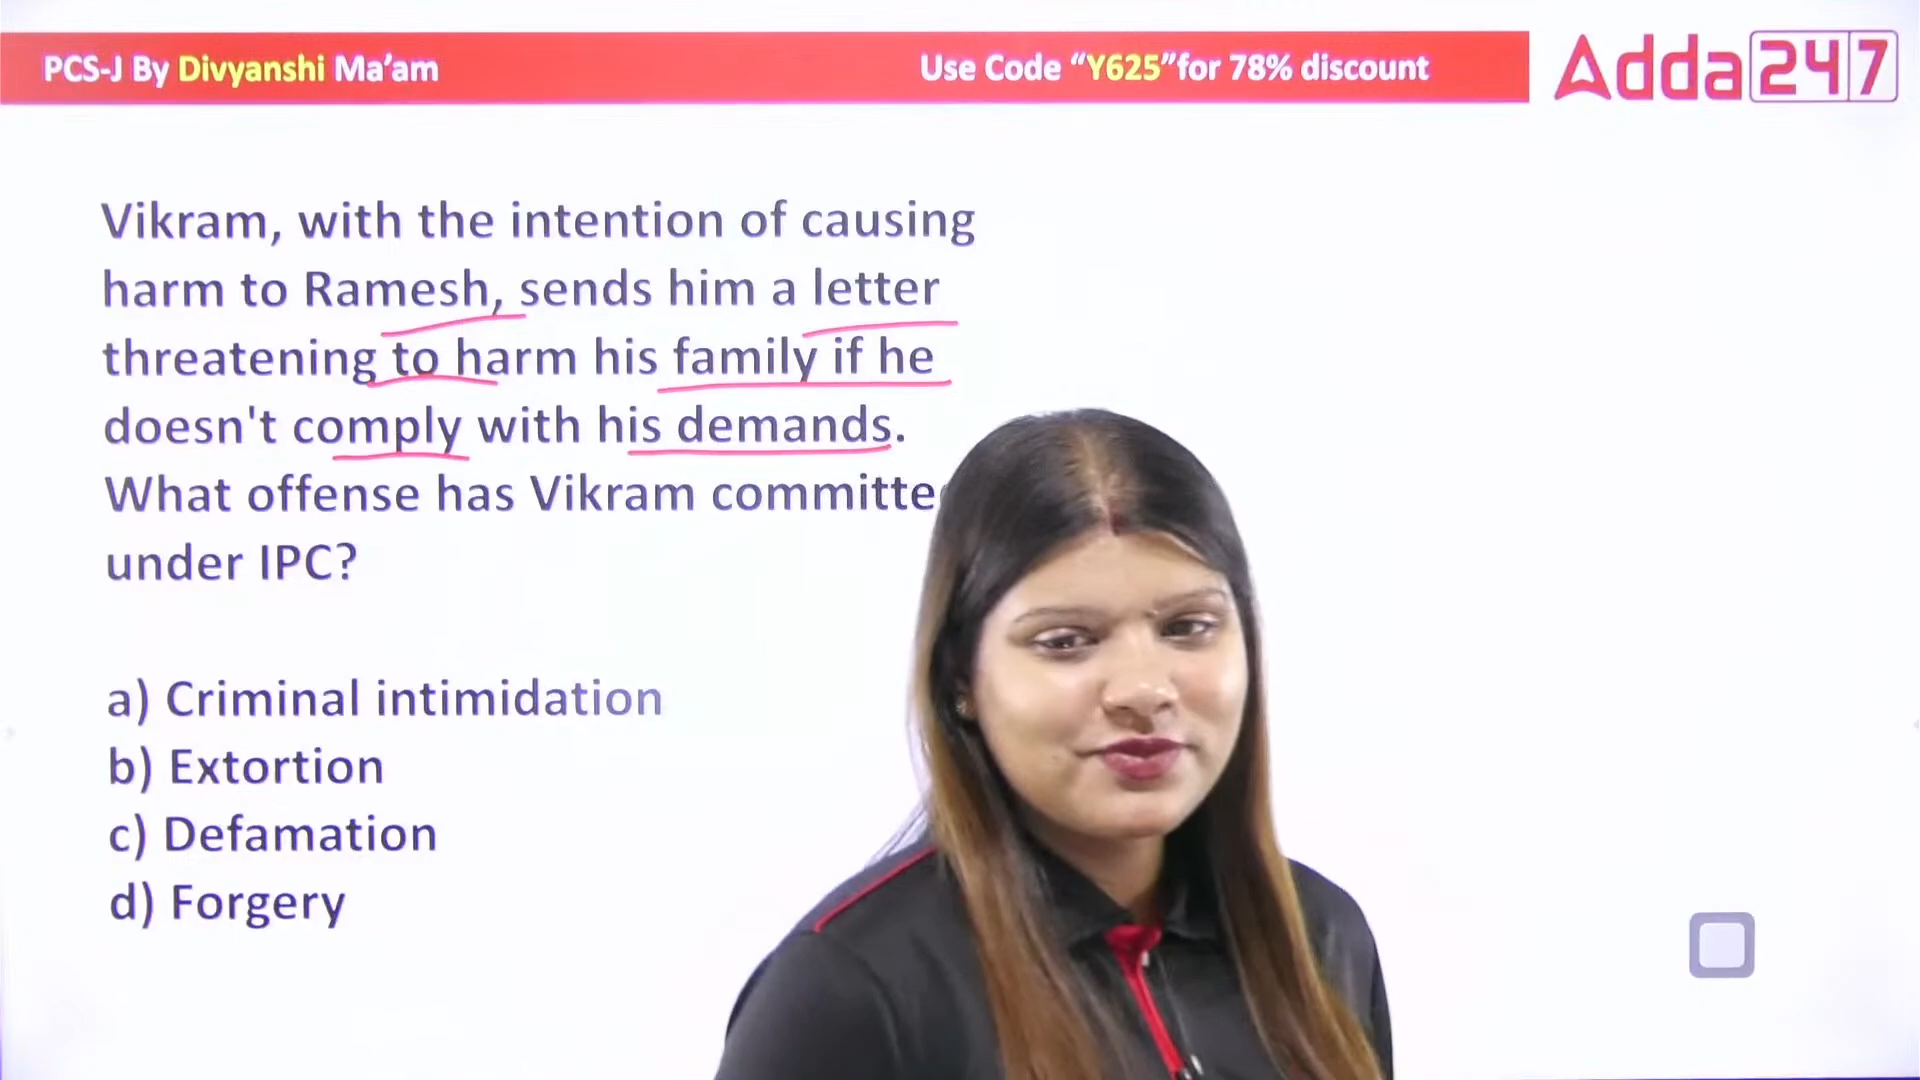 PCS-J By Divyanshi Ma'am
Use Code “Y625”for 78% discount
Adda247
Vikram, with the intention of causing
harm to Ramesh, sends him a letter
threatening to harm his family if he
doesn't comply with his demands.
What offense has Vikram committe
under IPC?
a) Criminal intimidation
b) Extortion
c) Defamation
d) Forgery